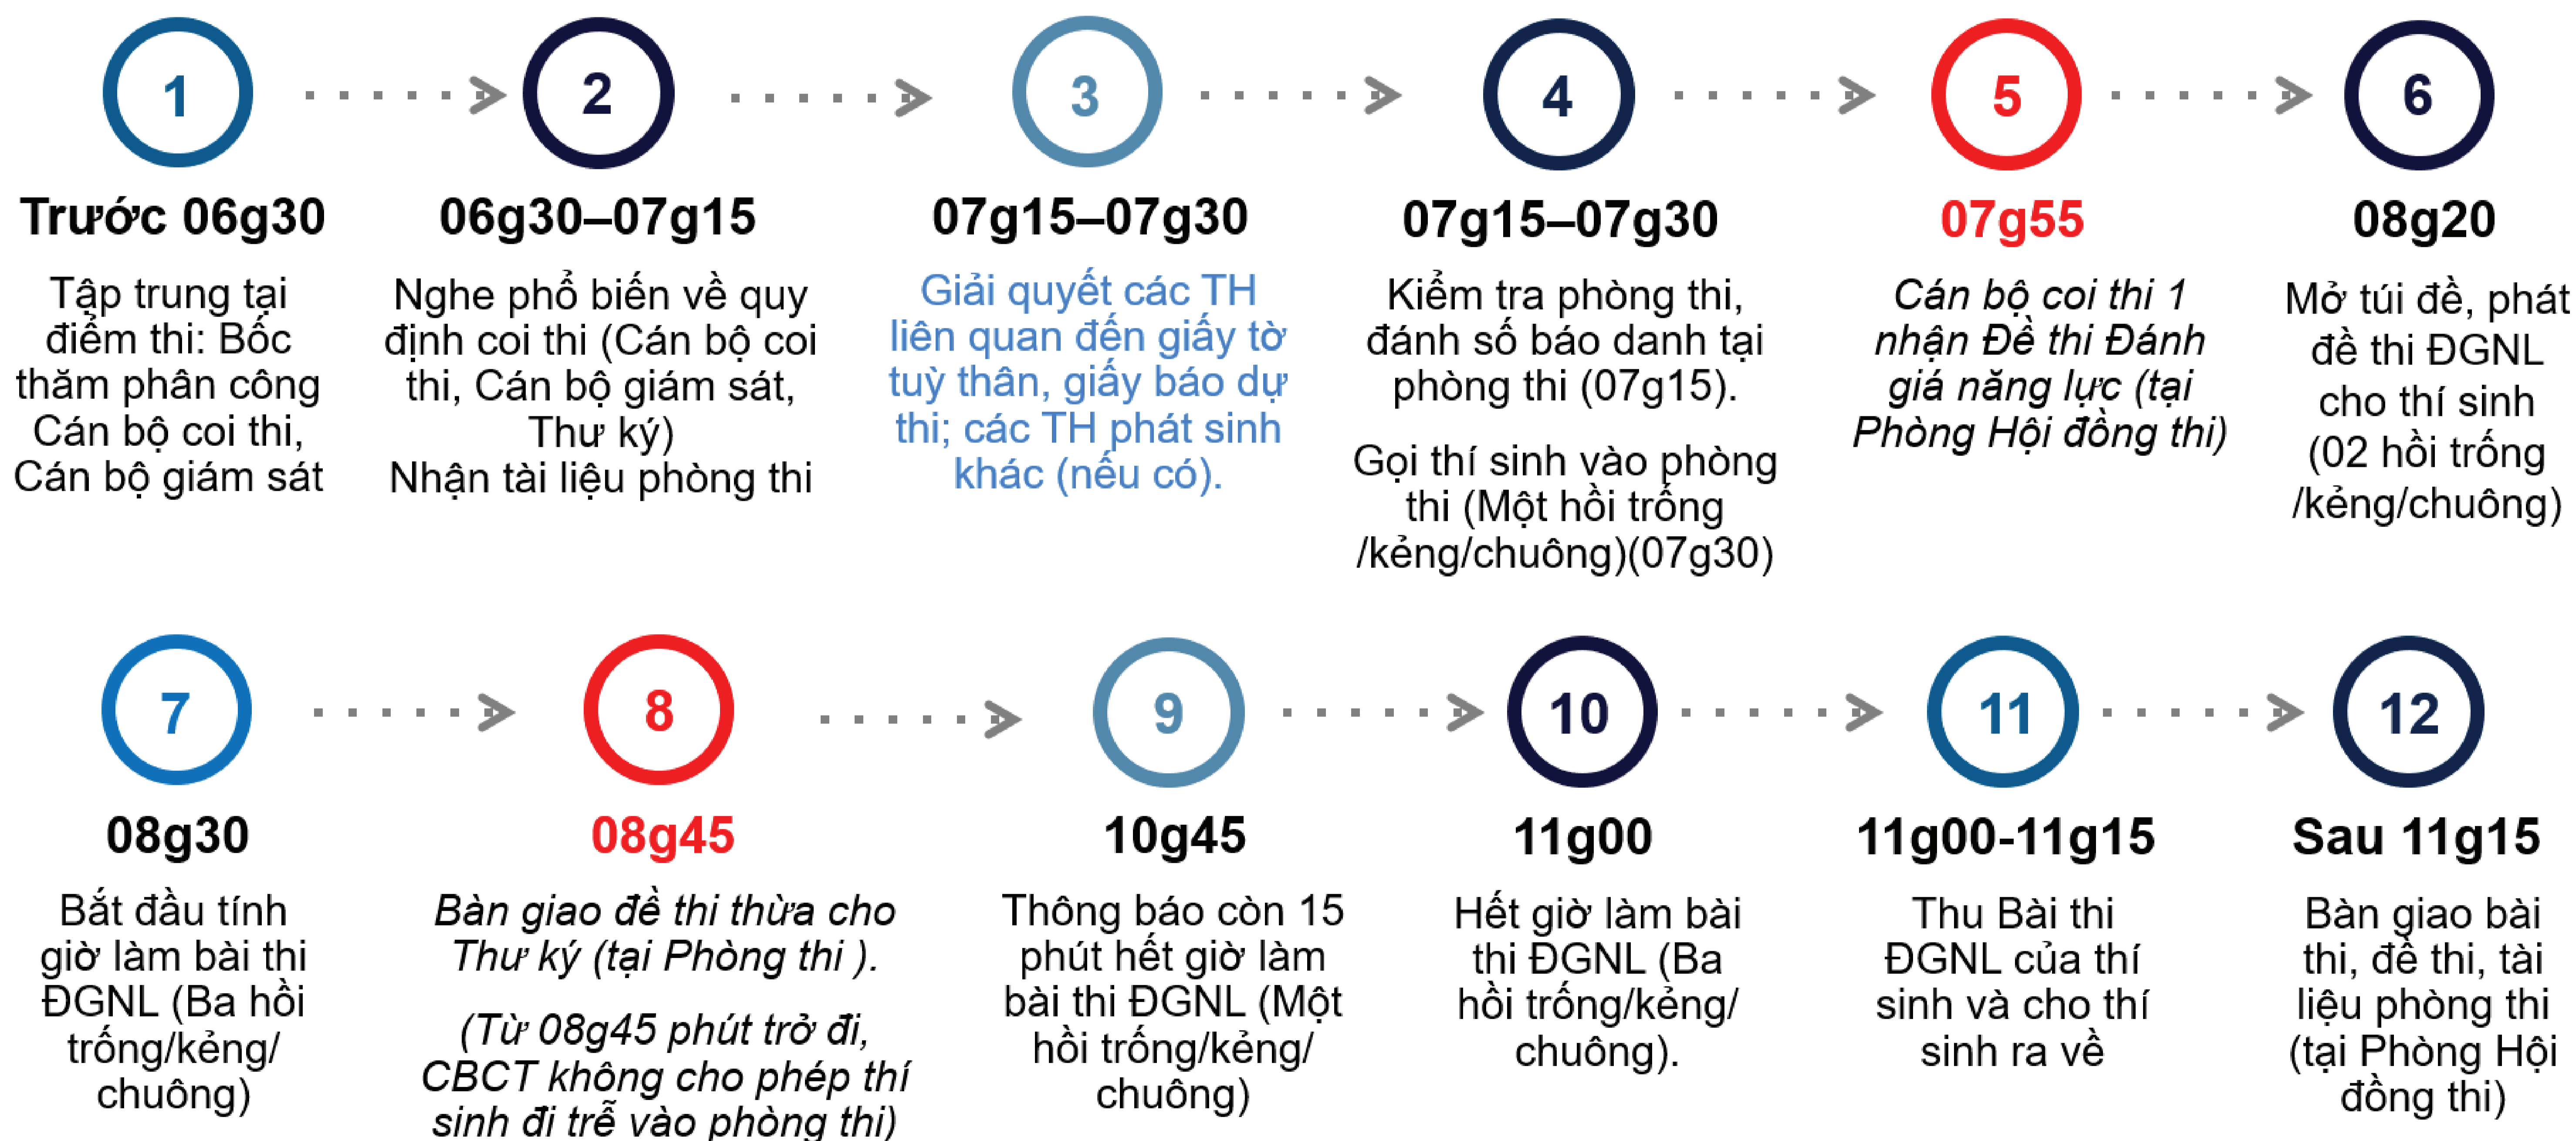 1
Trước 06g30
Tập trung tại
điểm thi: Bốc
thăm phân công
Cán bộ coi thi,
Cán bộ giám sát
2
06g30–07g15
Nghe phổ biến về quy
định coi thi (Cán bộ coi
thi, Cán bộ giám sát,
Thư ký)
Nhận tài liệu phòng thi
3
07g15–07g30
Giải quyết các TH
liên quan đến giấy tờ
tuỳ thân, giấy báo dự
thi; các TH phát sinh
khác (nếu có).
4
07g15–07g30
Kiểm tra phòng thi,
đánh số báo danh tại
phòng thi (07g15).
Gọi thí sinh vào phòng
thi (Một hồi trống
/kẻng/chuông)(07g30)
5
07g55
Cán bộ coi thi 1
nhận Đề thi Đánh
giá năng lực (tại
Phòng Hội đồng thi)
6
08g20
Mở túi đề, phát
đề thi ĐGNL
cho thí sinh
(02 hồi trống
/kẻng/chuông)
7
08g30
Bắt đầu tính
giờ làm bài thi
ĐGNL (Ba hồi
trống/kẻng/
chuông)
8
08g45
Bàn giao đề thi thừa cho
Thư ký (tại Phòng thi ).
(Từ 08g45 phút trở đi,
CBCT không cho phép thí
sinh đi trễ vào phòng thi)
9
10g45
Thông báo còn 15
phút hết giờ làm
bài thi ĐGNL (Một
hồi trống/kẻng/
chuông)
10
11g00
Hết giờ làm bài
thi ĐGNL (Ba
hồi trống/kẻng/
chuông).
11
11g00-11g15
Thu Bài thi
ĐGNL của thí
sinh và cho thí
sinh ra về
12
Sau 11g15
Bàn giao bài
thi, đề thi, tài
liệu phòng thi
(tại Phòng Hội
đồng thi)